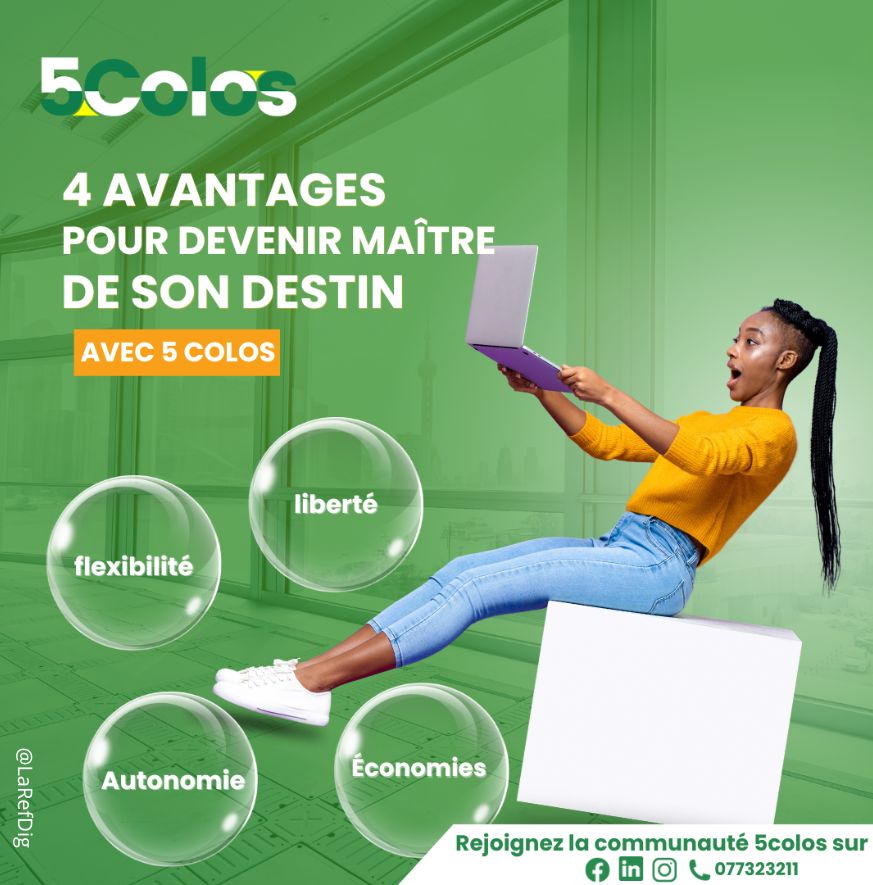 5Colos
4 AVANTAGES
POUR DEVENIR MAÎTRE
DE SON DESTIN
AVEC 5 COLOS
liberté
flexibilité
Autonomie
Économies
@LaRefDig
Rejoignez la communauté 5colos sur
077323211